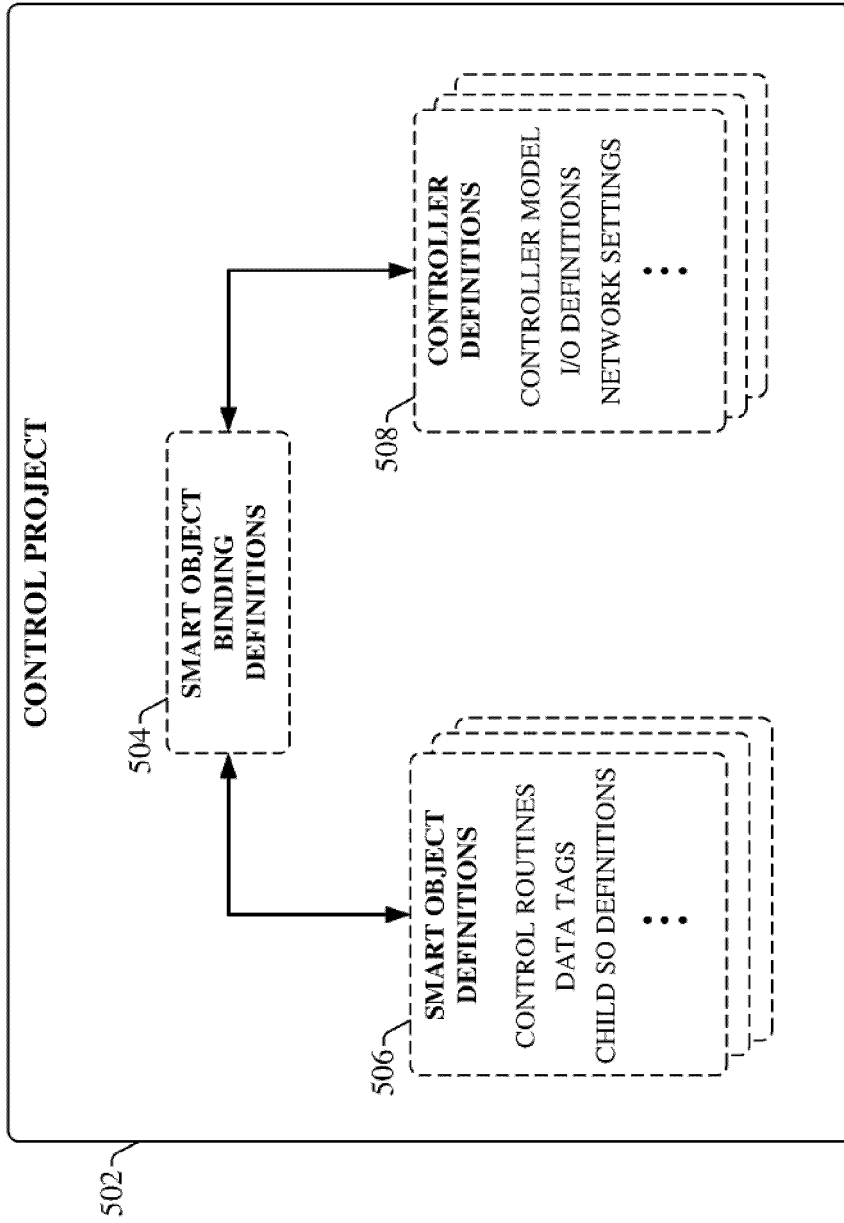 CONTROL PROJECT
502
504
SMART OBJECT
BINDING
DEFINITIONS
506
SMART OBJECT
DEFINITIONS
CONTROL ROUTINES
DATA TAGS
CHILD SO DEFINITIONS
508
CONTROLLER
DEFINITIONS
CONTROLLER MODEL
I/O DEFINITIONS
NETWORK SETTINGS